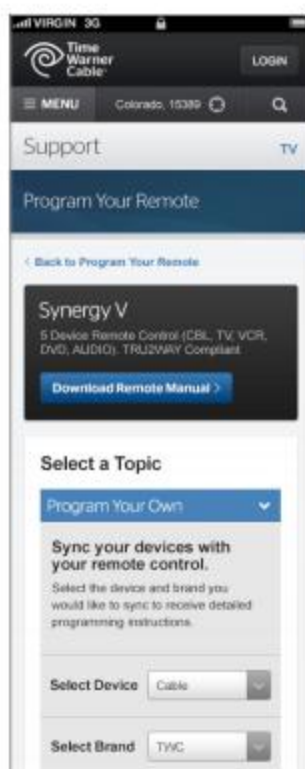 VIRGIN 3G
Time
Warner
Cable
LOGIN
MENU
Colorado, 15389
Support
TV
Program Your Remote
< Back to Program Your Remote
Synergy V
5 Device Remote Control (CBL, TV, VCR,
DVD, AUDIO). TRU2WAY Compliant
Download Remote Manual >
Select a Topic
Program Your Own
Sync your devices with
your remote control.
Select the device and brand you
would like to sync to receive detailed
programming instructions.
Select Device
Cable
Select Brand
TWC